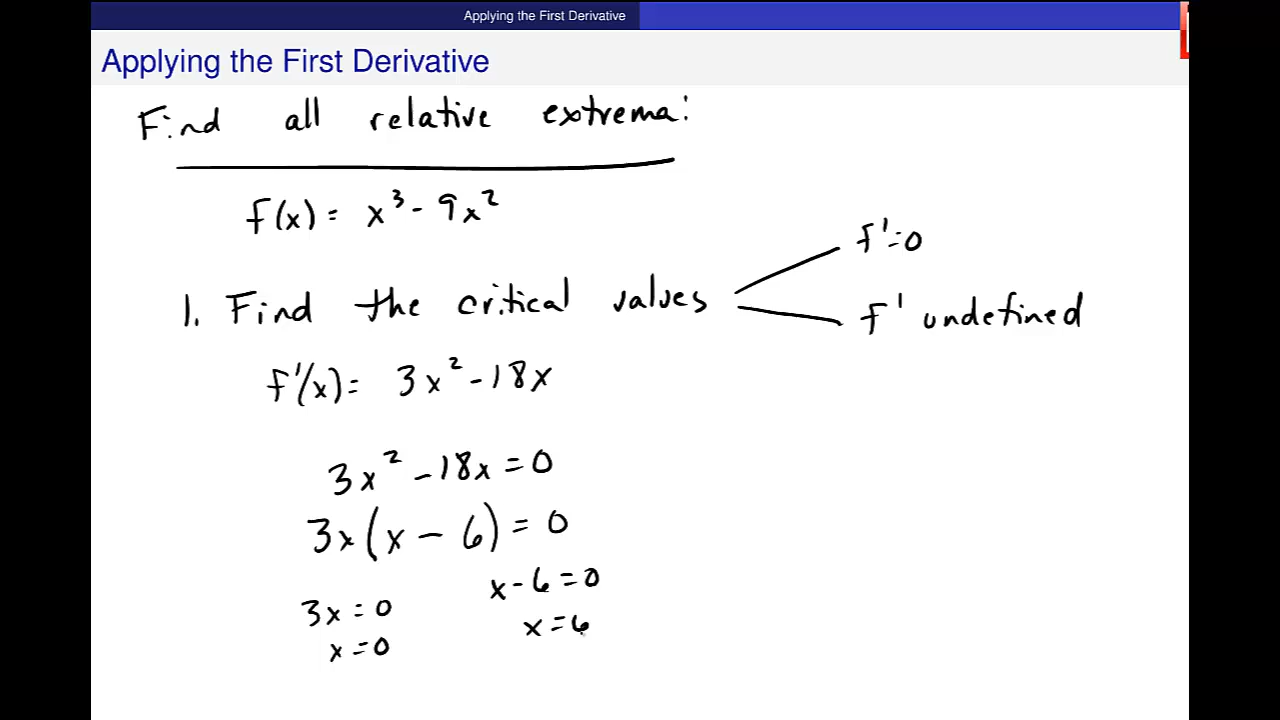 Applying the First Derivative
Applying the First Derivative
Find all relative extrema:
f(x) = x³ - 9x²
f'=0
1. Find the critical values
f' undefined
f'(x) = 3x² - 18x
3x² - 18x = 0
3x(x - 6) = 0
x - 6 = 0
3x = 0
x = 6
x = 0